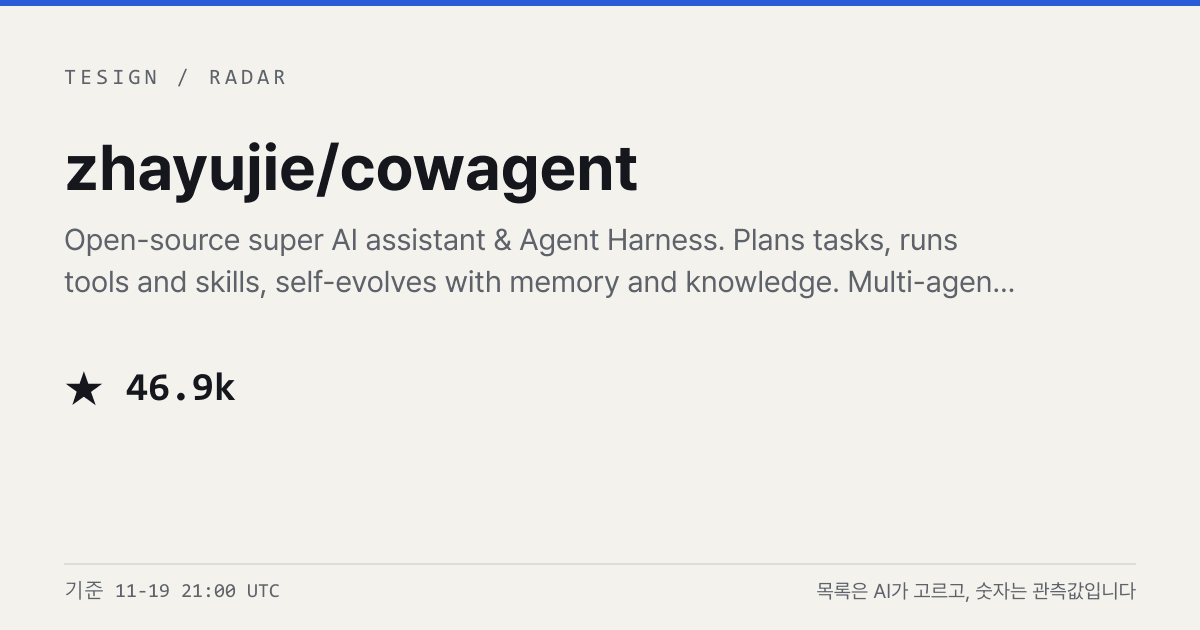 TESIGN / RADAR
zhayujie/cowagent
Open-source super AI assistant & Agent Harness. Plans tasks, runs
tools and skills, self-evolves with memory and knowledge. Multi-agen...
★ 46.9k
기준 11-19 21:00 UTC
목록은 AI가 고르고, 숫자는 관측값입니다